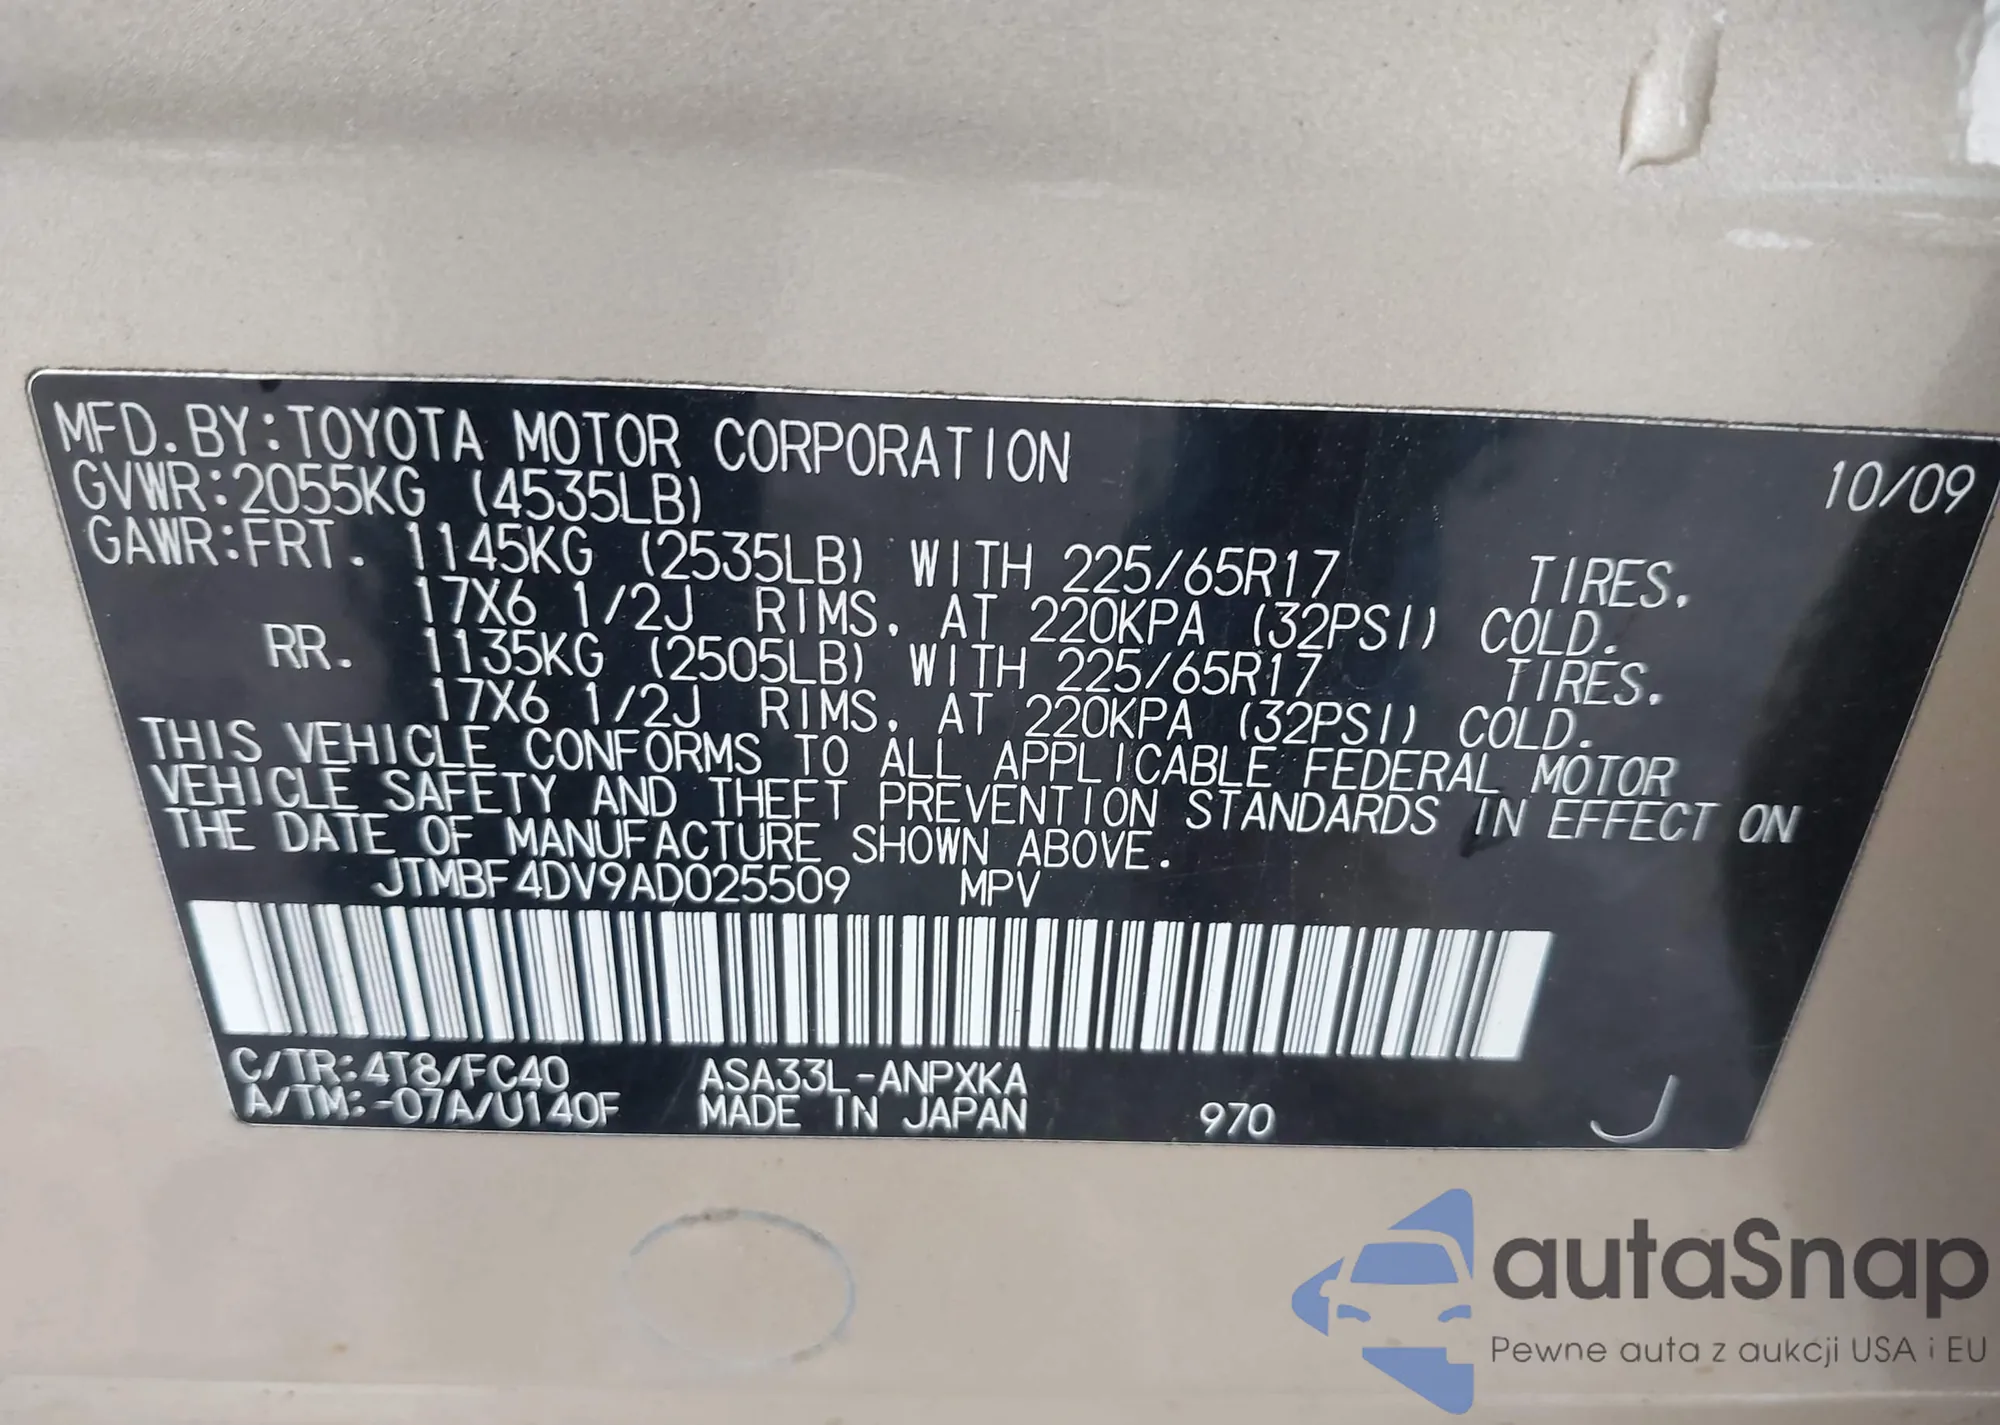 MFD. BY: TOYOTA MOTOR CORPORATION 10/09
GVWR: 2055KG (4535LB)
GAWR: FRT. 1145KG (2535LB) WITH 225/65R17 TIRES,
17X6 1/2J RIMS, AT 220KPA (32PSI) COLD.
RR. 1135KG (2505LB) WITH 225/65R17 TIRES.
17X6 1/2J RIMS, AT 220KPA (32PSI) COLD.
THIS VEHICLE CONFORMS TO ALL APPLICABLE FEDERAL MOTOR
VEHICLE SAFETY AND THEFT PREVENTION STANDARDS IN EFFECT ON
THE DATE OF MANUFACTURE SHOWN ABOVE.
JTMBF4DV9AD025509 MPV
C/TR: 4T8/FC40 ASA33L-ANPXKA
A/TM: -07A/U140F MADE IN JAPAN 970 J
autaSnap
Pewne auta z aukcji USA i EU